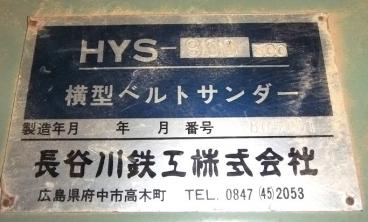 HYS-
横型ベルトサンダー
製造年月 年 月 番号
長谷川鉄工株式会社
広島県府中市高木町 TEL. 0847 (45) 2053